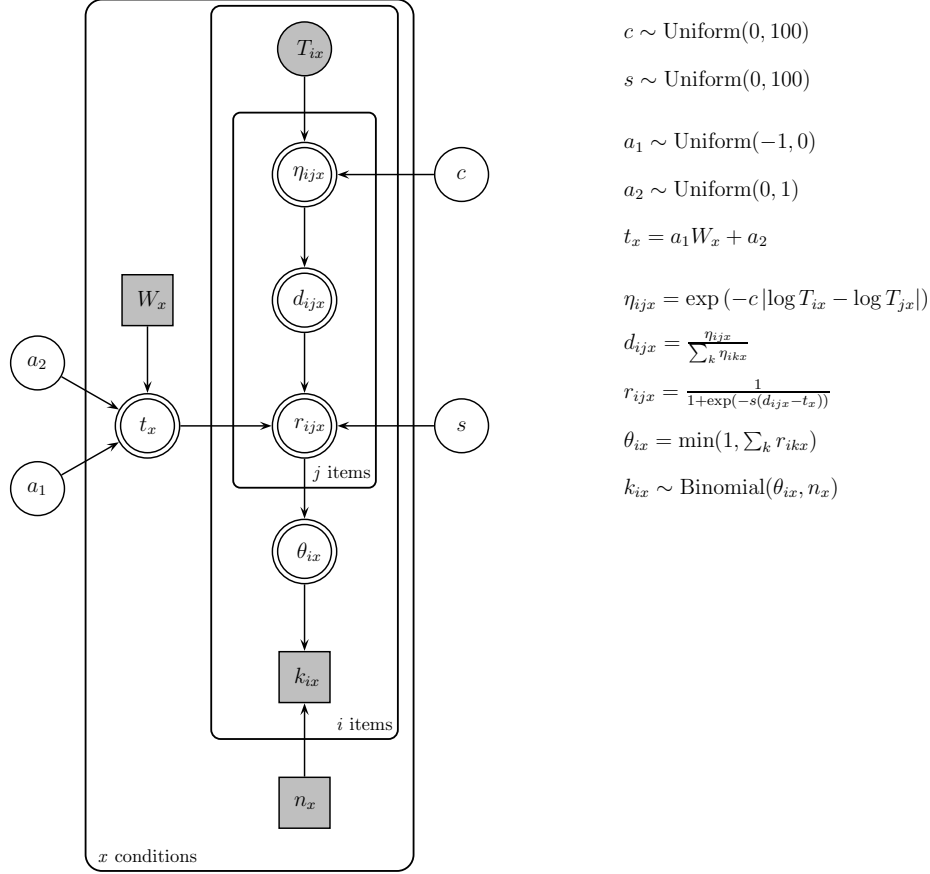 T_{ix}
η_{ijx}
c
d_{ijx}
W_x
a_2
t_x
r_{ijx}
s
a_1
j items
θ_{ix}
k_{ix}
i items
n_x
x conditions
c ∼ Uniform(0, 100)
s ∼ Uniform(0, 100)
a_1 ∼ Uniform(−1, 0)
a_2 ∼ Uniform(0, 1)
t_x = a_1 W_x + a_2
η_{ijx} = exp (−c |log T_{ix} − log T_{jx}|)
d_{ijx} = \frac{η_{ijx}}{∑_k η_{ikx}}
r_{ijx} = \frac{1}{1+exp(−s(d_{ijx}−t_x))}
θ_{ix} = min(1, ∑_k r_{ikx})
k_{ix} ∼ Binomial(θ_{ix}, n_x)